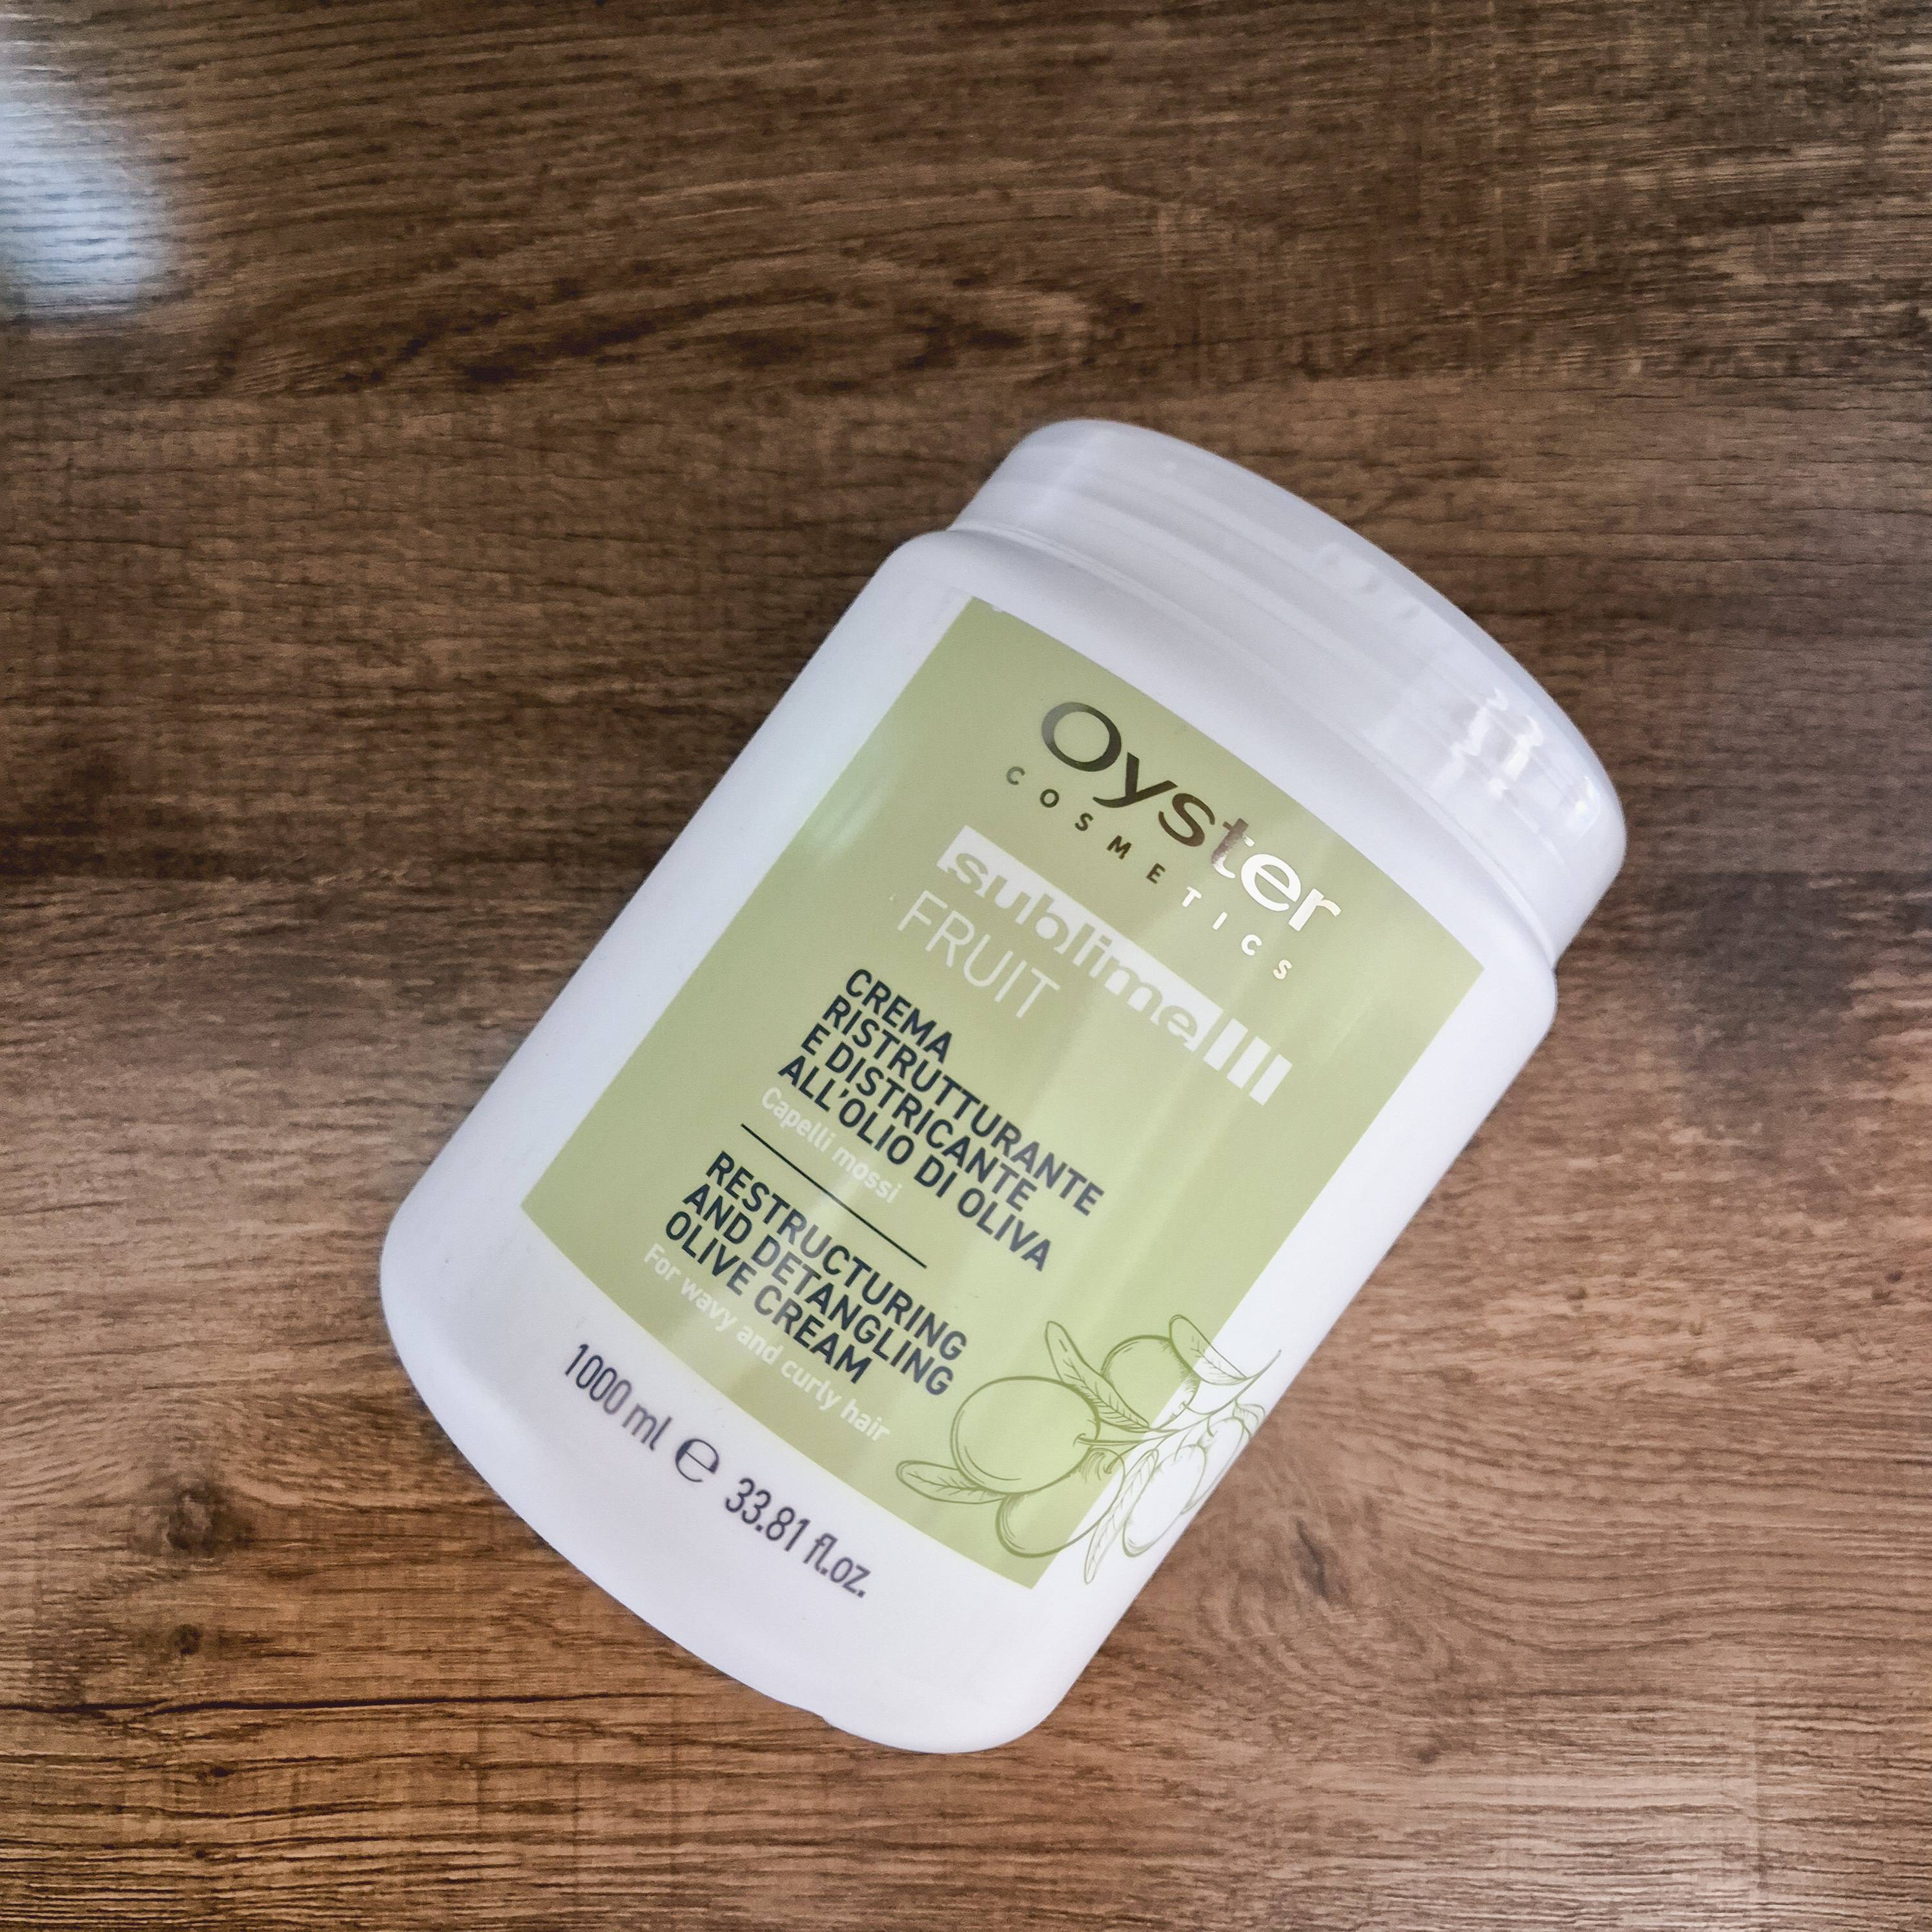 Oyster
COSMETICS
sublime
FRUIT
CREMA
RISTRUTTURANTE
E DISTRICANTE
ALL'OLIO DI OLIVA
Capelli mossi
RESTRUCTURING
AND DETANGLING
OLIVE CREAM
For wavy and curly hair
1000 ml ℮ 33.81 fl.oz.